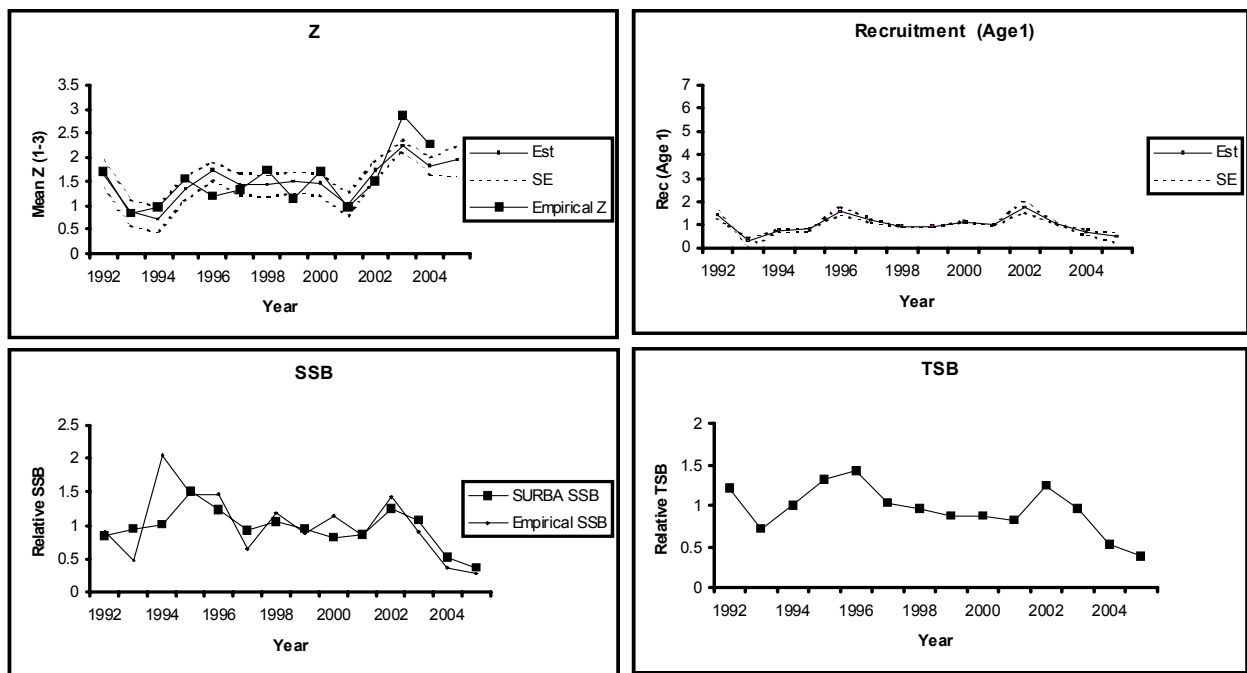 Z
3.5
3
2.5
2
1.5
1
0.5
0
Mean Z (1-3)
1992 1994 1996 1998 2000 2002 2004
Year
Est
SE
Empirical Z
Recruitment (Age1)
7
6
5
4
3
2
1
0
Rec (Age 1)
1992 1994 1996 1998 2000 2002 2004
Year
Est
SE
SSB
2.5
2
1.5
1
0.5
0
Relative SSB
1992 1994 1996 1998 2000 2002 2004
Year
SURBA SSB
Empirical SSB
TSB
2
1.5
1
0.5
0
Relative TSB
1992 1994 1996 1998 2000 2002 2004
Year